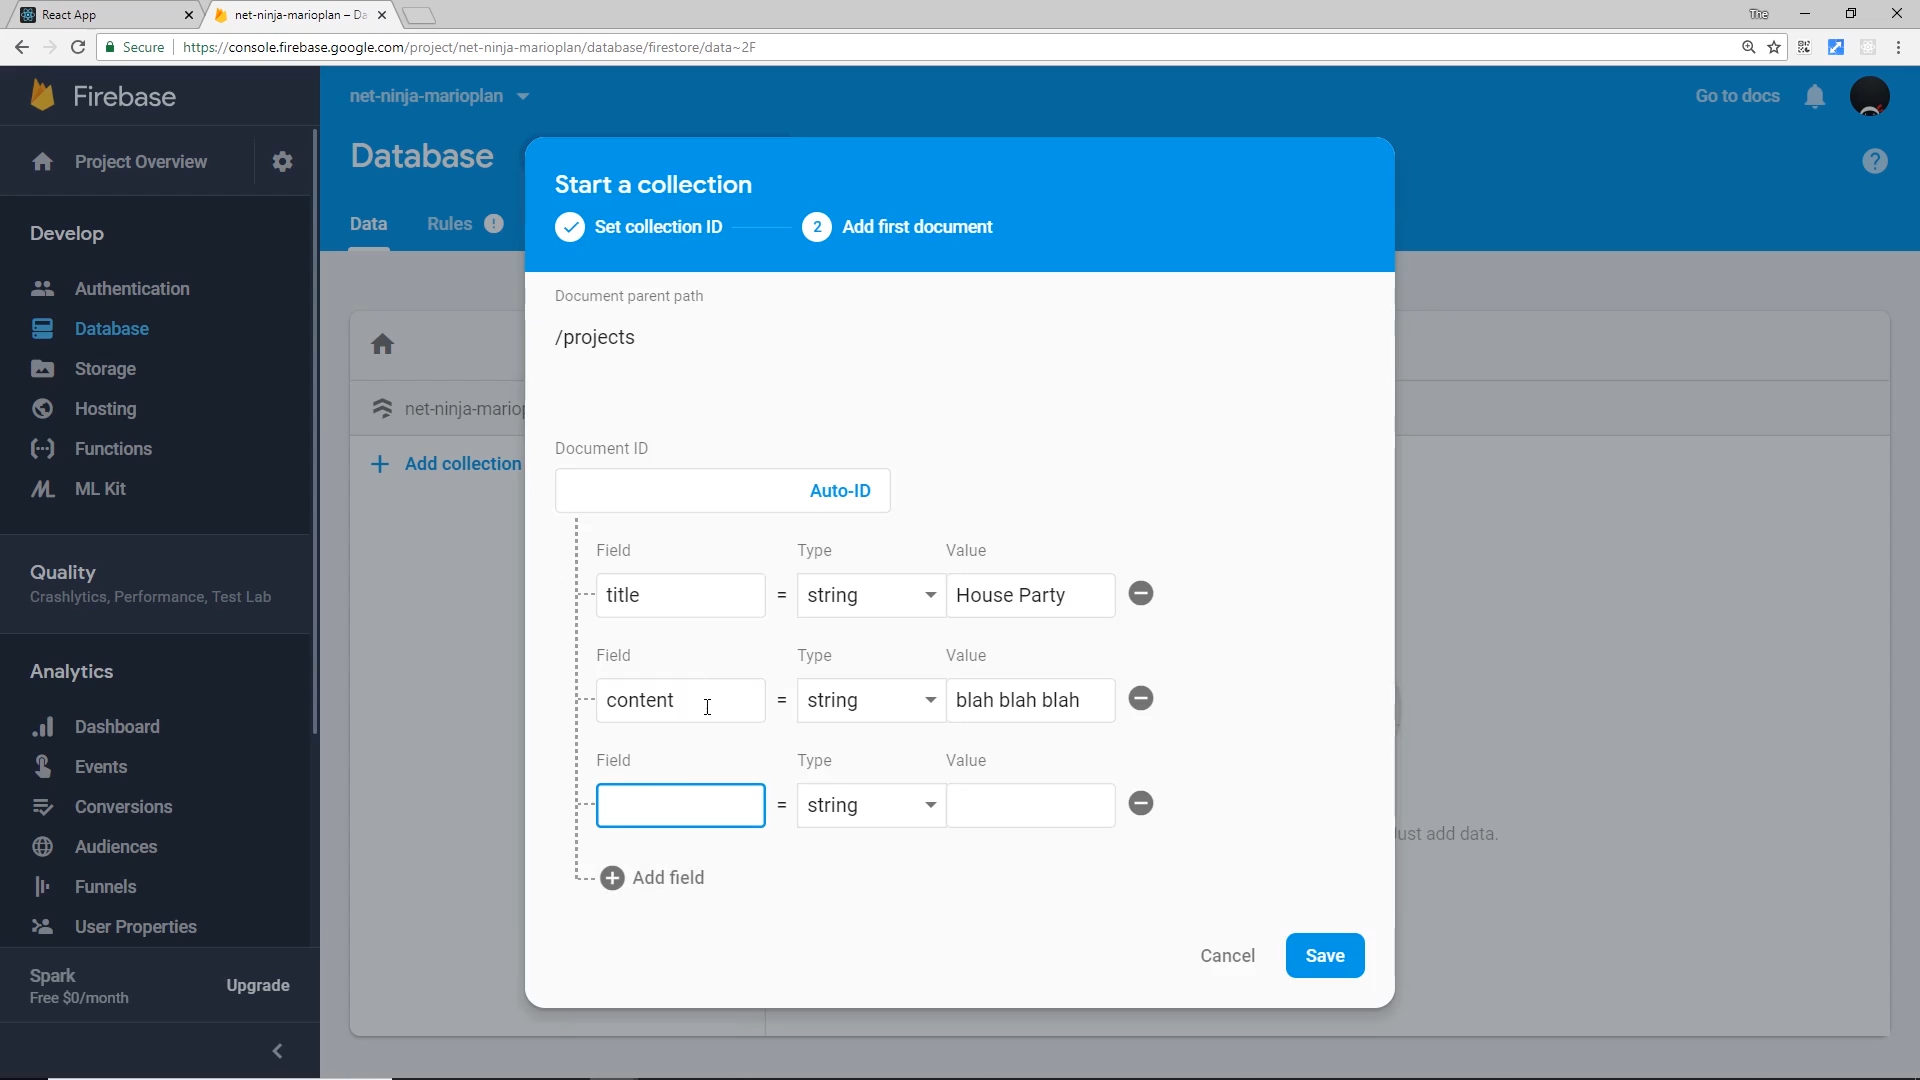 React App
net-ninja-marioplan – Da
The
Secure
https://console.firebase.google.com/project/net-ninja-marioplan/database/firestore/data~2F
Firebase
net-ninja-marioplan
Go to docs
Project Overview
Database
Data
Rules
Develop
Authentication
Database
Storage
Hosting
Functions
ML Kit
Quality
Crashlytics, Performance, Test Lab
Analytics
Dashboard
Events
Conversions
Audiences
Funnels
User Properties
Spark
Free $0/month
Upgrade
net-ninja-mariop
Add collection
Start a collection
Set collection ID
2 Add first document
Document parent path
/projects
Document ID
Auto-ID
Field Type Value
title = string House Party
Field Type Value
content = string blah blah blah
Field Type Value
= string
Add field
Cancel Save
Just add data.